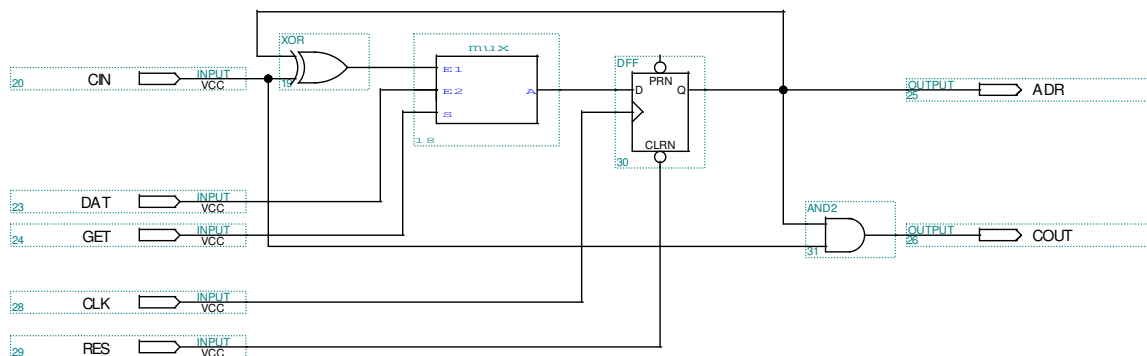 XOR
mux
CIN
INPUT
VCC
20
19
E1
E2
A
S
18
DFF
PRN
D
Q
CLRN
30
OUTPUT
ADR
25
DAT
INPUT
VCC
23
GET
INPUT
VCC
24
AND2
31
OUTPUT
COUT
26
CLK
INPUT
VCC
28
RES
INPUT
VCC
29